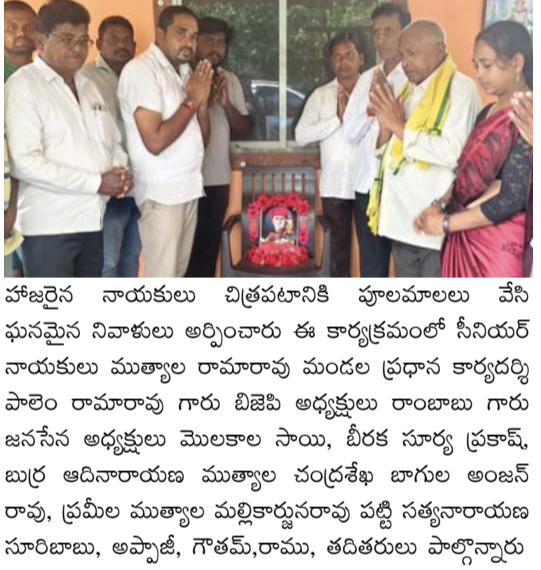 హాజరైన నాయకులు చిత్రపటానికి పూలమాలలు వేసి
ఘనమైన నివాళులు అర్పించారు ఈ కార్యక్రమంలో సీనియర్
నాయకులు ముత్యాల రామారావు మండల ప్రధాన కార్యదర్శి
పాలెం రామారావు గారు బిజెపి అధ్యక్షులు రాంబాబు గారు
జనసేన అధ్యక్షులు మొలకాల సాయి, బీరక సూర్య ప్రకాష్,
బుర్ర ఆదినారాయణ ముత్యాల చంద్రశేఖ బాగుల అంజన్
రావు, ప్రమీల ముత్యాల మల్లికార్జునరావు పట్టి సత్యనారాయణ
సూరిబాబు, అప్పాజీ, గౌతమ్,రాము, తదితరులు పాల్గొన్నారు